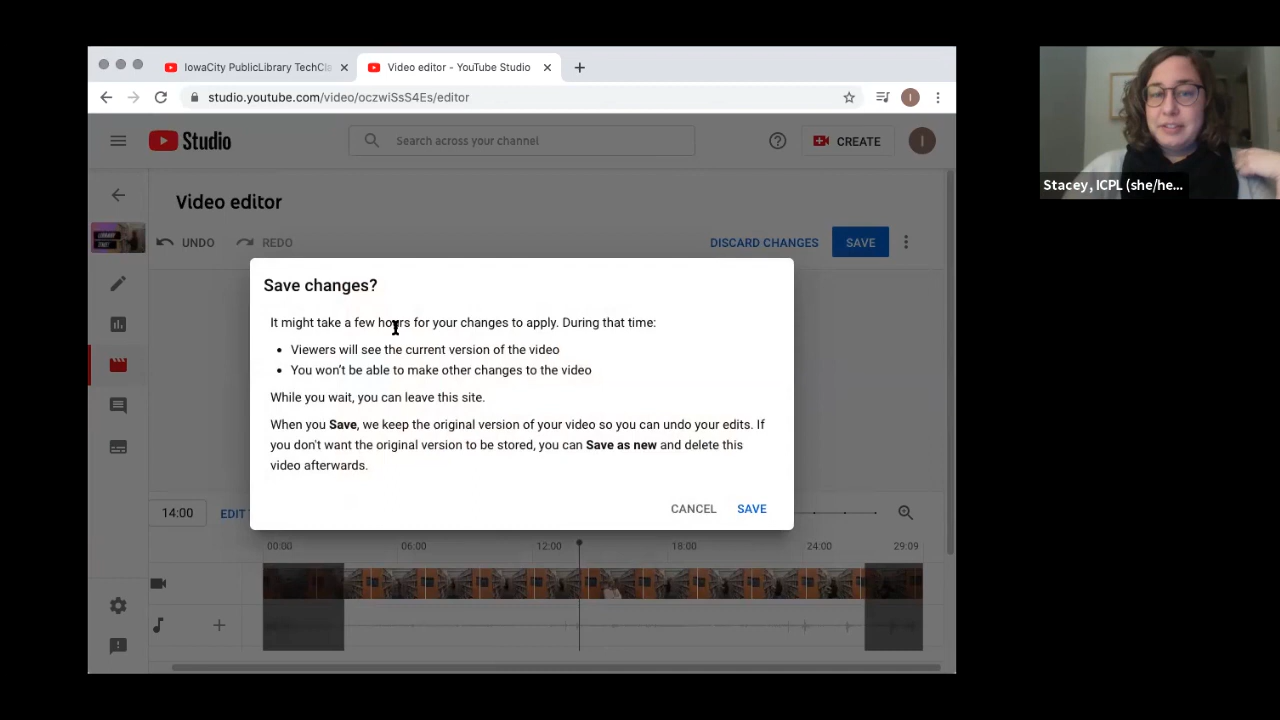 IowaCity PublicLibrary TechCla
Video editor - YouTube Studio
studio.youtube.com/video/oczwiSsS4Es/editor
I
Studio
Search across your channel
CREATE
I
Stacey, ICPL (she/he...
Video editor
UNDO
REDO
DISCARD CHANGES
SAVE
Save changes?
It might take a few hours for your changes to apply. During that time:
• Viewers will see the current version of the video
• You won't be able to make other changes to the video
While you wait, you can leave this site.
When you Save, we keep the original version of your video so you can undo your edits. If
you don't want the original version to be stored, you can Save as new and delete this
video afterwards.
CANCEL
SAVE
14:00
EDIT
00:00
06:00
12:00
18:00
24:00
29:09